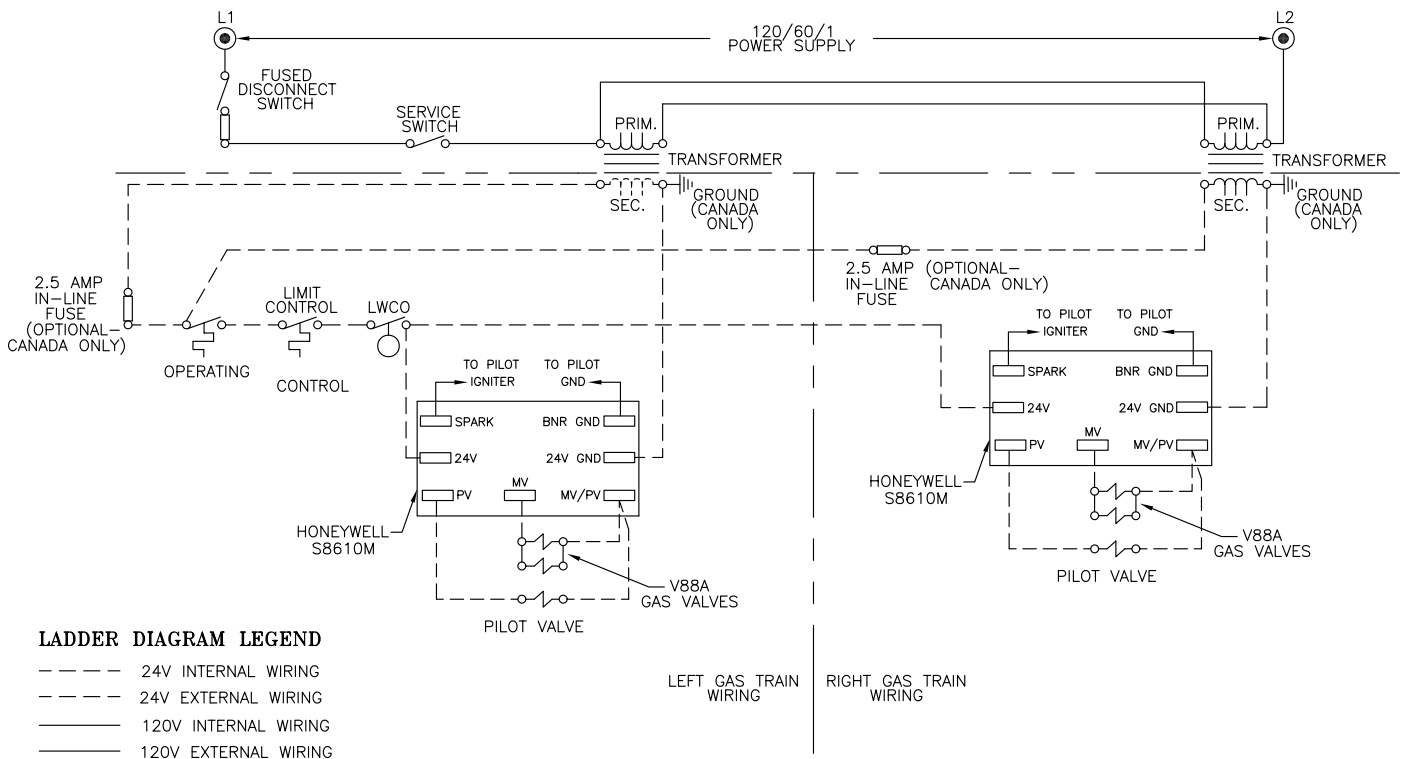 L1
L2
120/60/1
POWER SUPPLY
FUSED
DISCONNECT
SWITCH
SERVICE
SWITCH
PRIM.
TRANSFORMER
SEC.
GROUND
(CANADA
ONLY)
PRIM.
TRANSFORMER
SEC.
GROUND
(CANADA
ONLY)
2.5 AMP
IN-LINE
FUSE
(OPTIONAL-
CANADA ONLY)
2.5 AMP (OPTIONAL-
IN-LINE CANADA ONLY)
FUSE
OPERATING
LIMIT
CONTROL
CONTROL
LWCO
TO PILOT
IGNITER
TO PILOT
GND
SPARK
BNR GND
24V
24V GND
PV
MV
MV/PV
HONEYWELL
S8610M
V88A
GAS VALVES
PILOT VALVE
TO PILOT
IGNITER
TO PILOT
GND
SPARK
BNR GND
24V
24V GND
PV
MV
MV/PV
HONEYWELL
S8610M
V88A
GAS VALVES
PILOT VALVE
LADDER DIAGRAM LEGEND
24V INTERNAL WIRING
24V EXTERNAL WIRING
120V INTERNAL WIRING
120V EXTERNAL WIRING
LEFT GAS TRAIN
WIRING
RIGHT GAS TRAIN
WIRING